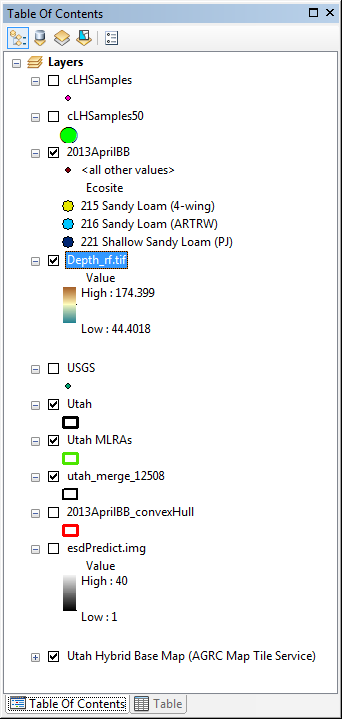 Table Of Contents
Layers
cLHSamples
cLHSamples50
2013AprilBB
<all other values>
Ecosite
215 Sandy Loam (4-wing)
216 Sandy Loam (ARTRW)
221 Shallow Sandy Loam (PJ)
Depth_rf.tif
Value
High : 174.399
Low : 44.4018
USGS
Utah
Utah MLRAs
utah_merge_12508
2013AprilBB_convexHull
esdPredict.img
Value
High : 40
Low : 1
Utah Hybrid Base Map (AGRC Map Tile Service)
Table Of Contents Table